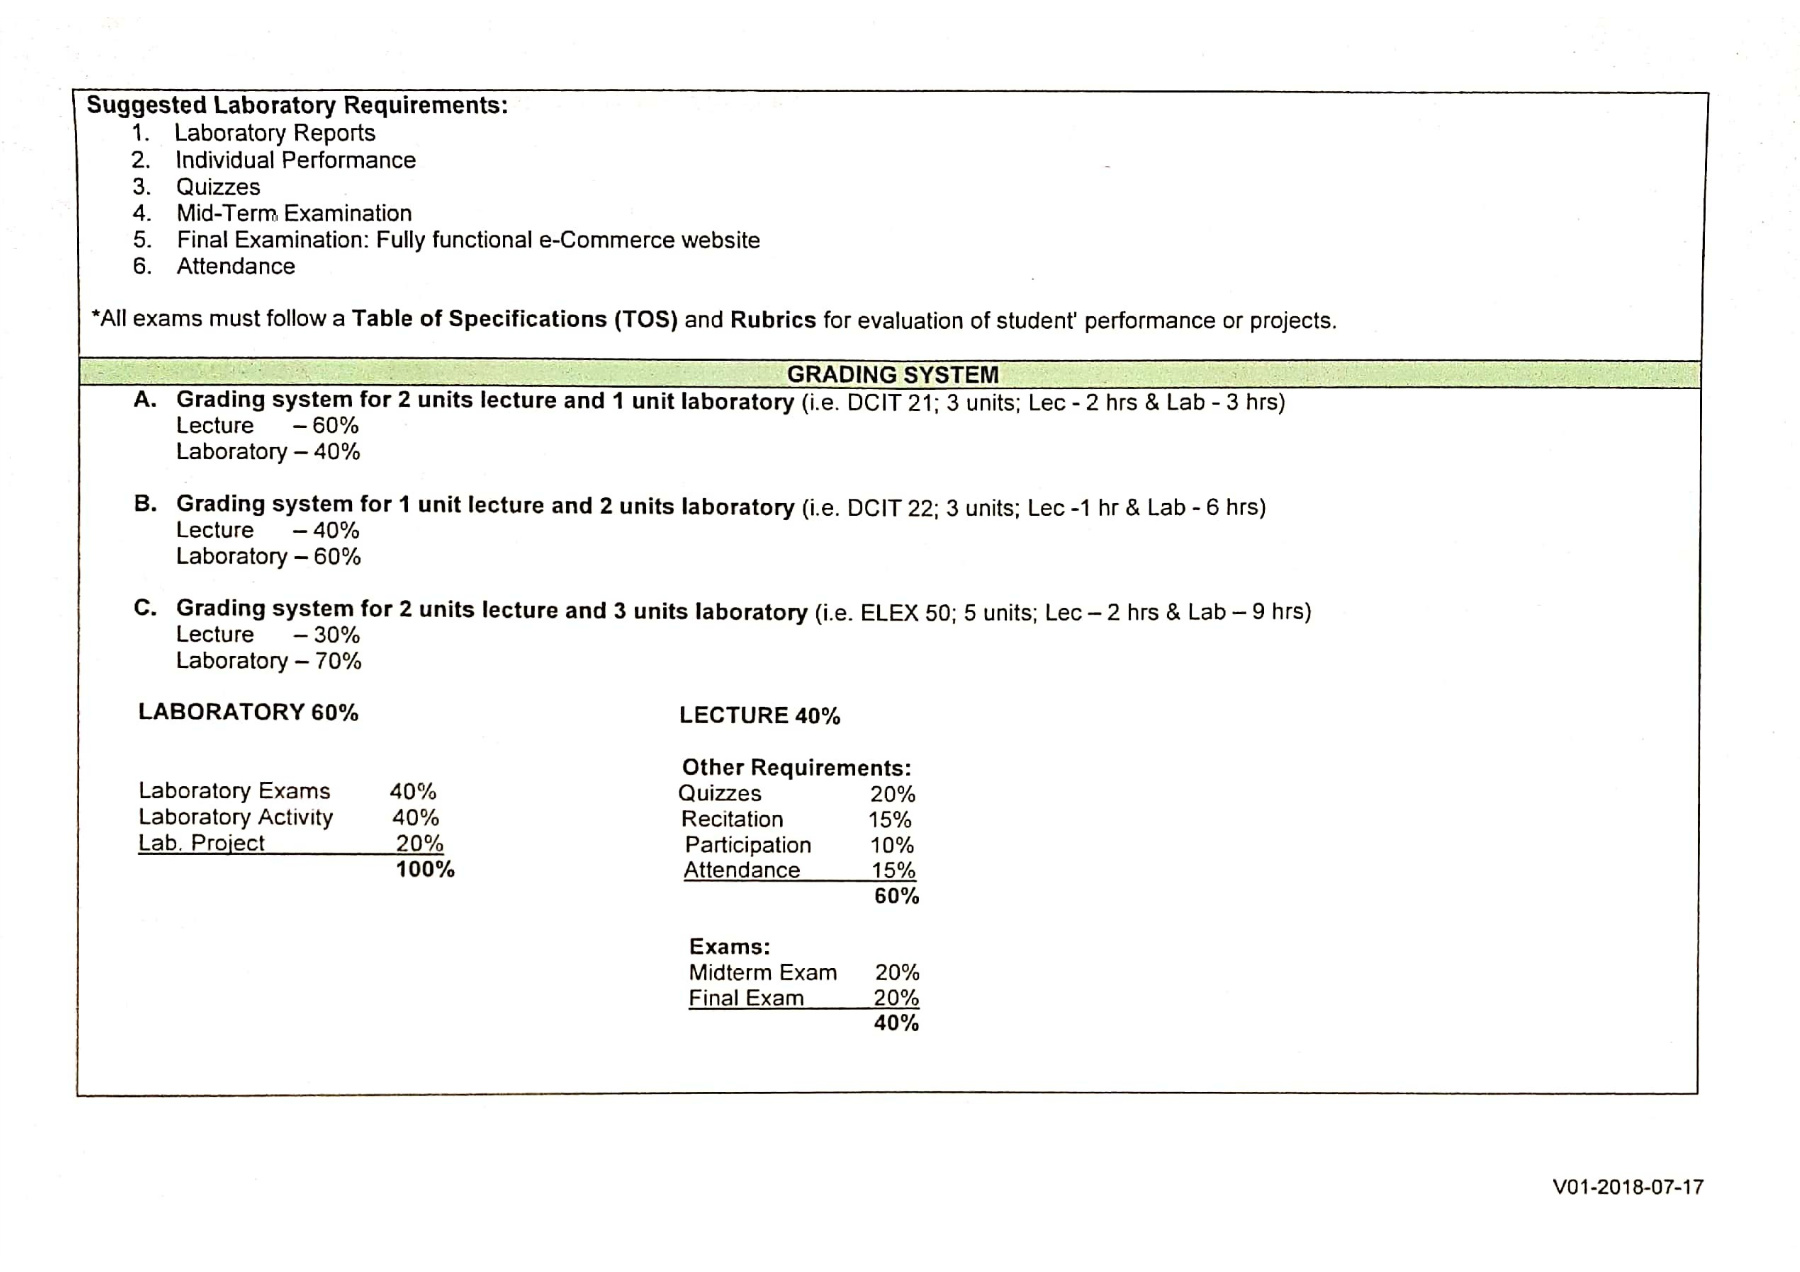 Suggested Laboratory Requirements:
1. Laboratory Reports
2. Individual Performance
3. Quizzes
4. Mid-Term Examination
5. Final Examination: Fully functional e-Commerce website
6. Attendance
*All exams must follow a Table of Specifications (TOS) and Rubrics for evaluation of student' performance or projects.
GRADING SYSTEM
A. Grading system for 2 units lecture and 1 unit laboratory (i.e. DCIT 21; 3 units; Lec - 2 hrs & Lab - 3 hrs)
Lecture – 60%
Laboratory – 40%
B. Grading system for 1 unit lecture and 2 units laboratory (i.e. DCIT 22; 3 units; Lec -1 hr & Lab - 6 hrs)
Lecture – 40%
Laboratory – 60%
C. Grading system for 2 units lecture and 3 units laboratory (i.e. ELEX 50; 5 units; Lec – 2 hrs & Lab – 9 hrs)
Lecture – 30%
Laboratory – 70%
LABORATORY 60%
Laboratory Exams 40%
Laboratory Activity 40%
Lab. Project 20%
100%
LECTURE 40%
Other Requirements:
Quizzes 20%
Recitation 15%
Participation 10%
Attendance 15%
60%
Exams:
Midterm Exam 20%
Final Exam 20%
40%
V01-2018-07-17